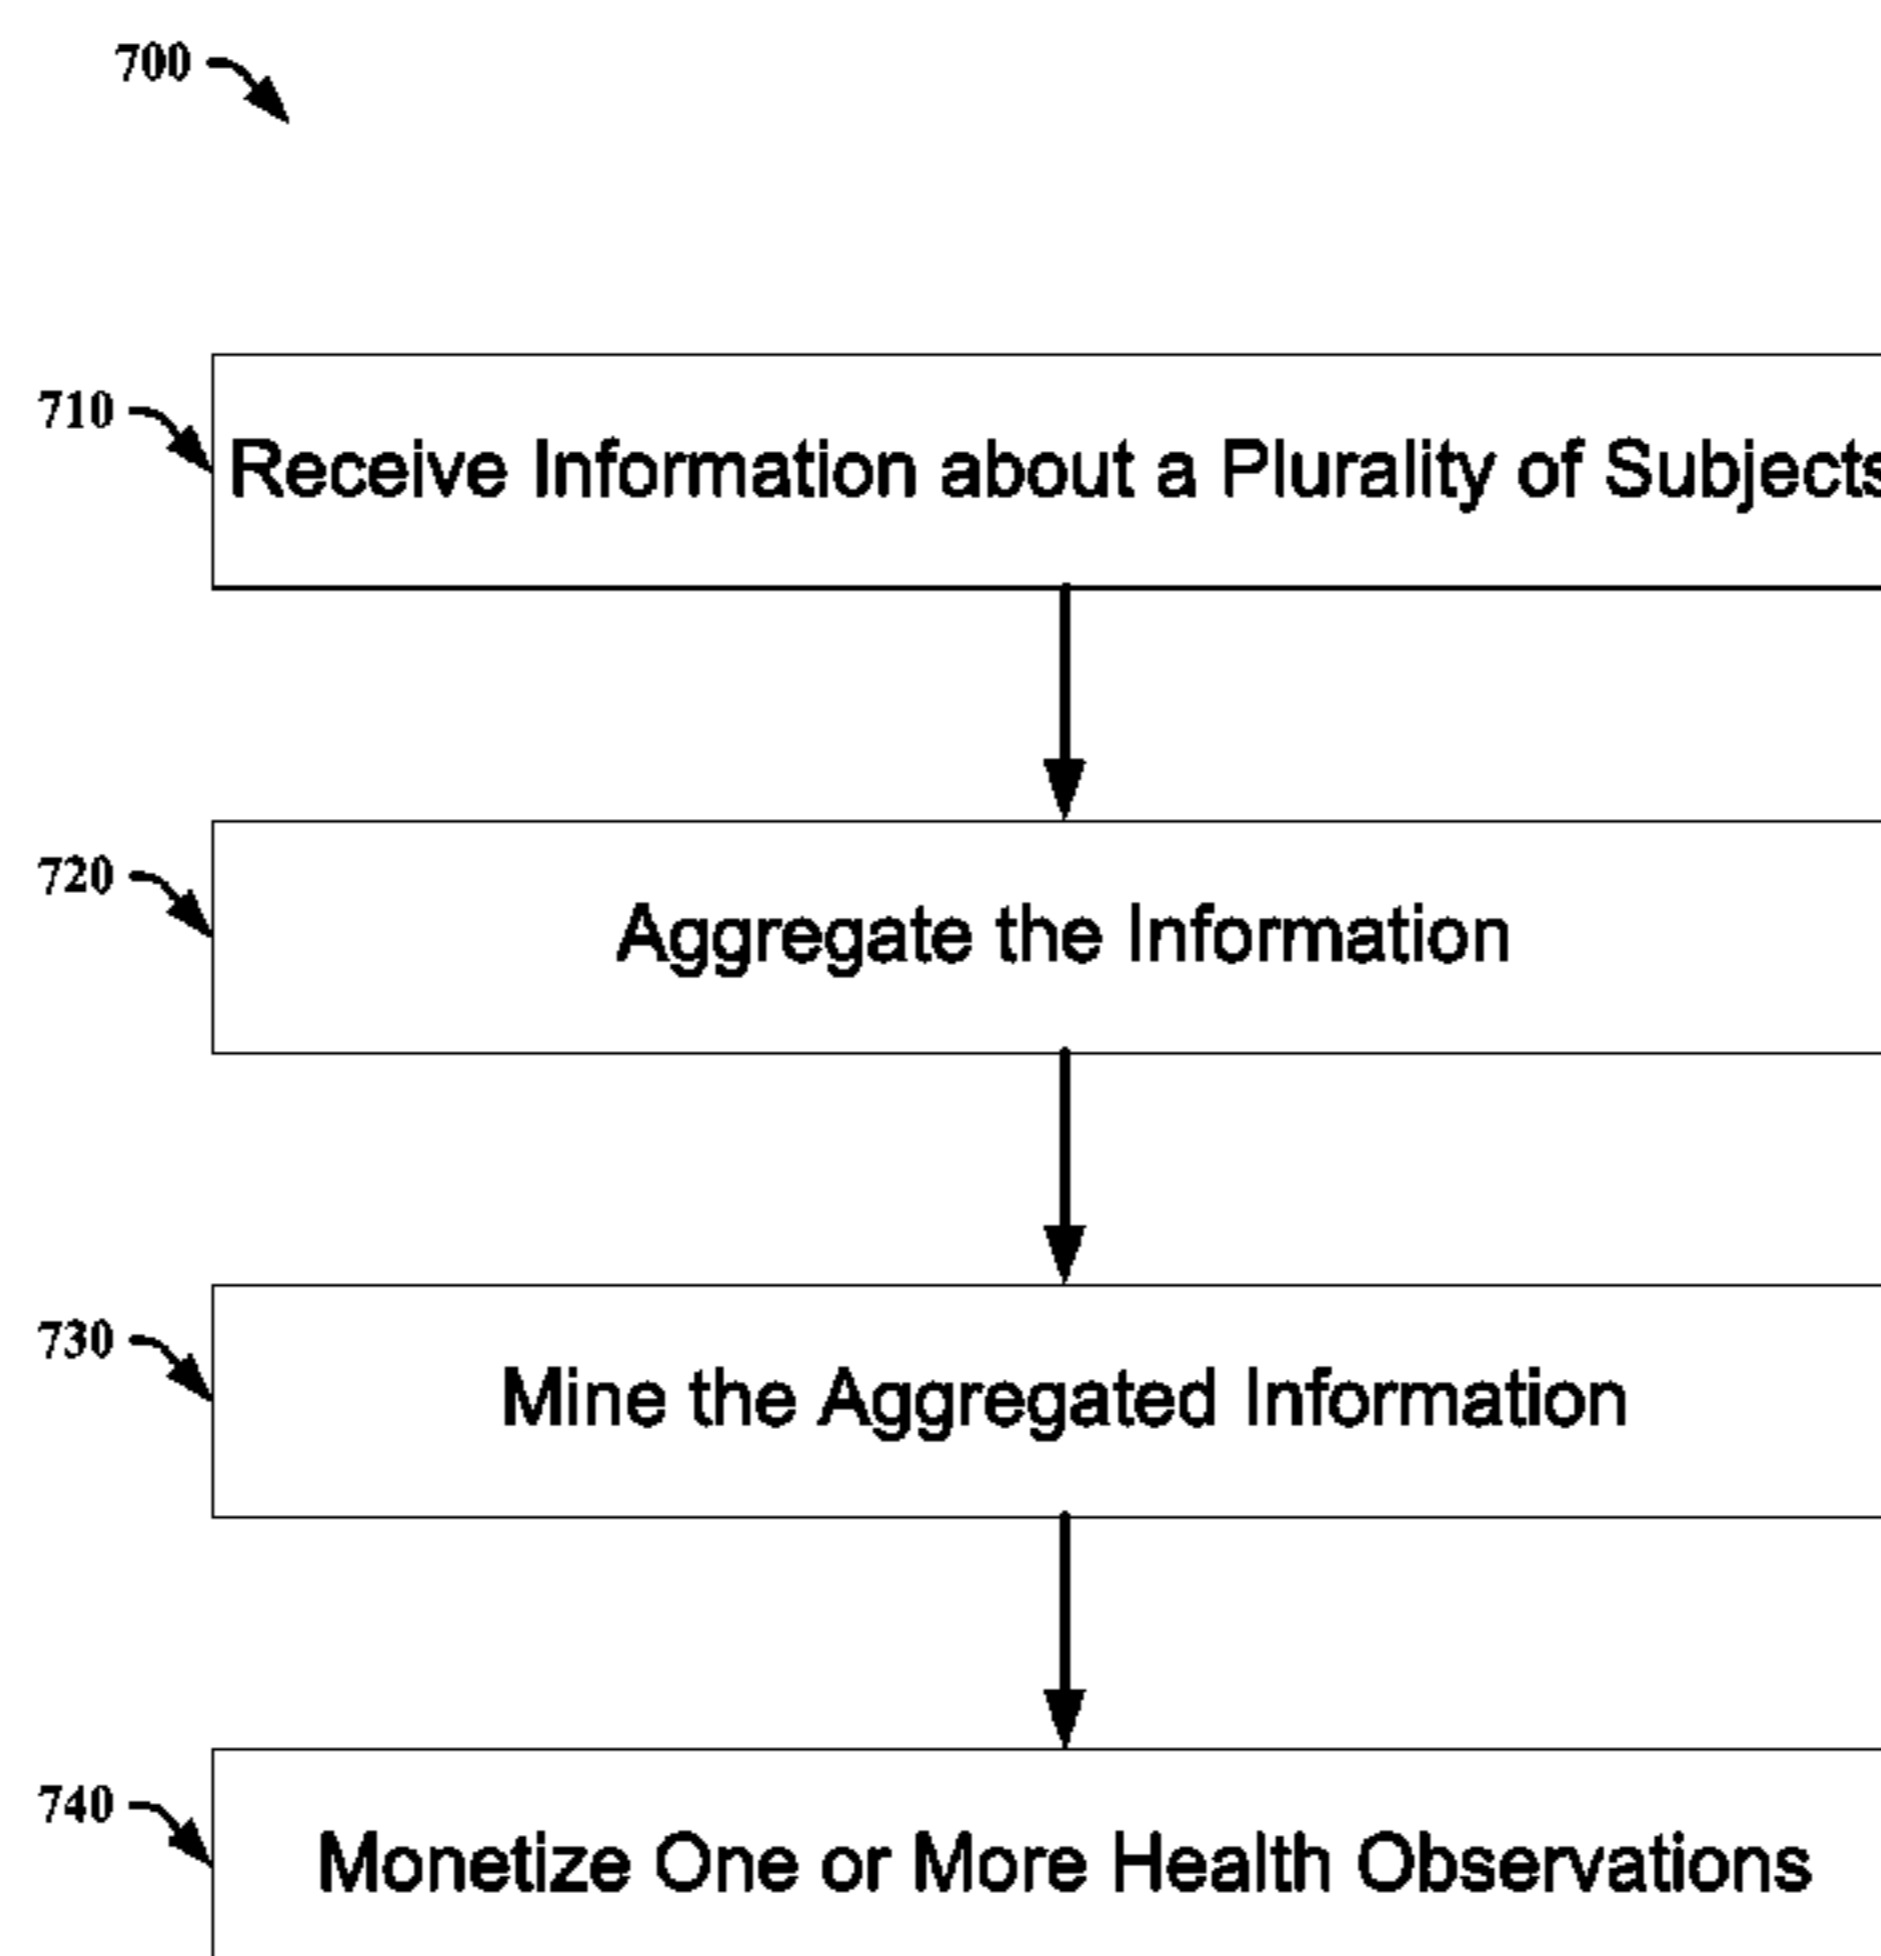 700
710
Receive Information about a Plurality of Subjects
720
Aggregate the Information
730
Mine the Aggregated Information
740
Monetize One or More Health Observations